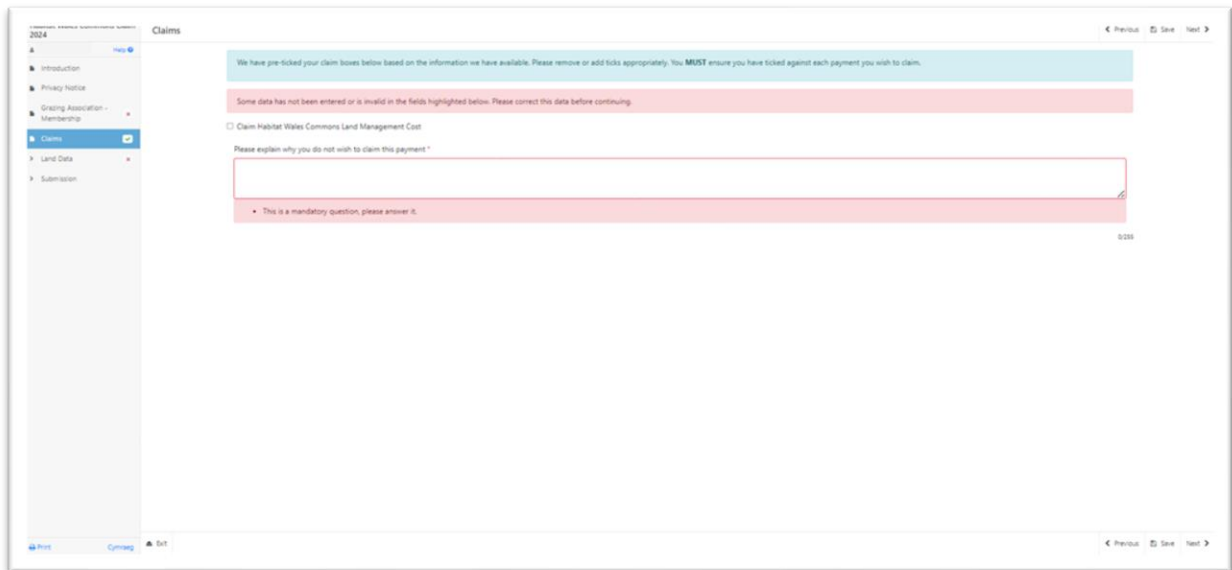 2024
Help
Introduction
Privacy Notice
Grazing Association -
Membership
Claims
Land Data
Submission
Print
Cymraeg
Claims
Previous Save Next
We have pre-ticked your claim boxes below based on the information we have available. Please remove or add ticks appropriately. You MUST ensure you have ticked against each payment you wish to claim.
Some data has not been entered or is invalid in the fields highlighted below. Please correct this data before continuing.
Claim Habitat Wales Commons Land Management Cost
Please explain why you do not wish to claim this payment *
This is a mandatory question, please answer it.
0/255
Exit
Previous Save Next